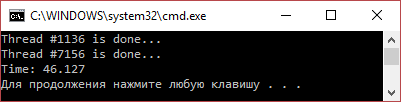 C:\WINDOWS\system32\cmd.exe
Thread #1136 is done...
Thread #7156 is done...
Time: 46.127
Для продолжения нажмите любую клавишу . . .